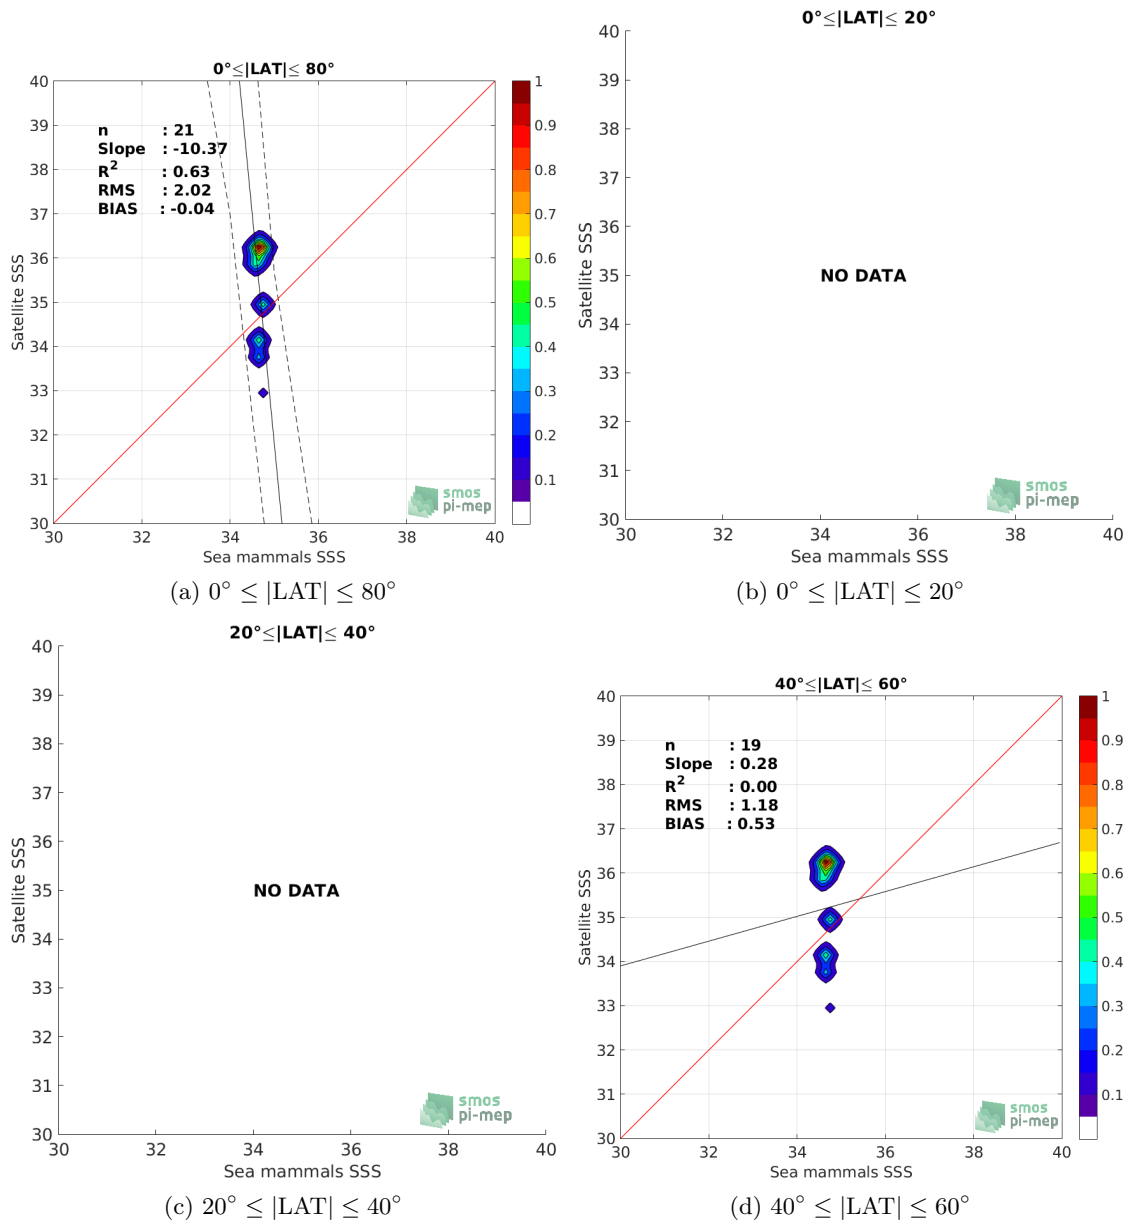 0°≤|LAT|≤ 80°
40
39
38
37
36
35
34
33
32
31
30
Satellite SSS
n : 21
Slope : -10.37
R² : 0.63
RMS : 2.02
BIAS : -0.04
smos
pi-mep
30 32 34 36 38 40
Sea mammals SSS
1
0.9
0.8
0.7
0.6
0.5
0.4
0.3
0.2
0.1
(a) 0° ≤ |LAT| ≤ 80°
0°≤|LAT|≤ 20°
40
39
38
37
36
35
34
33
32
31
30
Satellite SSS
NO DATA
smos
pi-mep
30 32 34 36 38 40
Sea mammals SSS
(b) 0° ≤ |LAT| ≤ 20°
20°≤|LAT|≤ 40°
40
39
38
37
36
35
34
33
32
31
30
Satellite SSS
NO DATA
smos
pi-mep
30 32 34 36 38 40
Sea mammals SSS
(c) 20° ≤ |LAT| ≤ 40°
40°≤|LAT|≤ 60°
40
39
38
37
36
35
34
33
32
31
30
Satellite SSS
n : 19
Slope : 0.28
R² : 0.00
RMS : 1.18
BIAS : 0.53
smos
pi-mep
30 32 34 36 38 40
Sea mammals SSS
1
0.9
0.8
0.7
0.6
0.5
0.4
0.3
0.2
0.1
(d) 40° ≤ |LAT| ≤ 60°